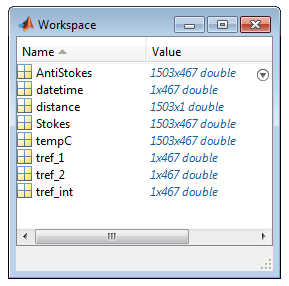 Workspace
Name Value
AntiStokes 1503x467 double
datetime 1x467 double
distance 1503x1 double
Stokes 1503x467 double
tempC 1503x467 double
tref_1 1x467 double
tref_2 1x467 double
tref_int 1x467 double